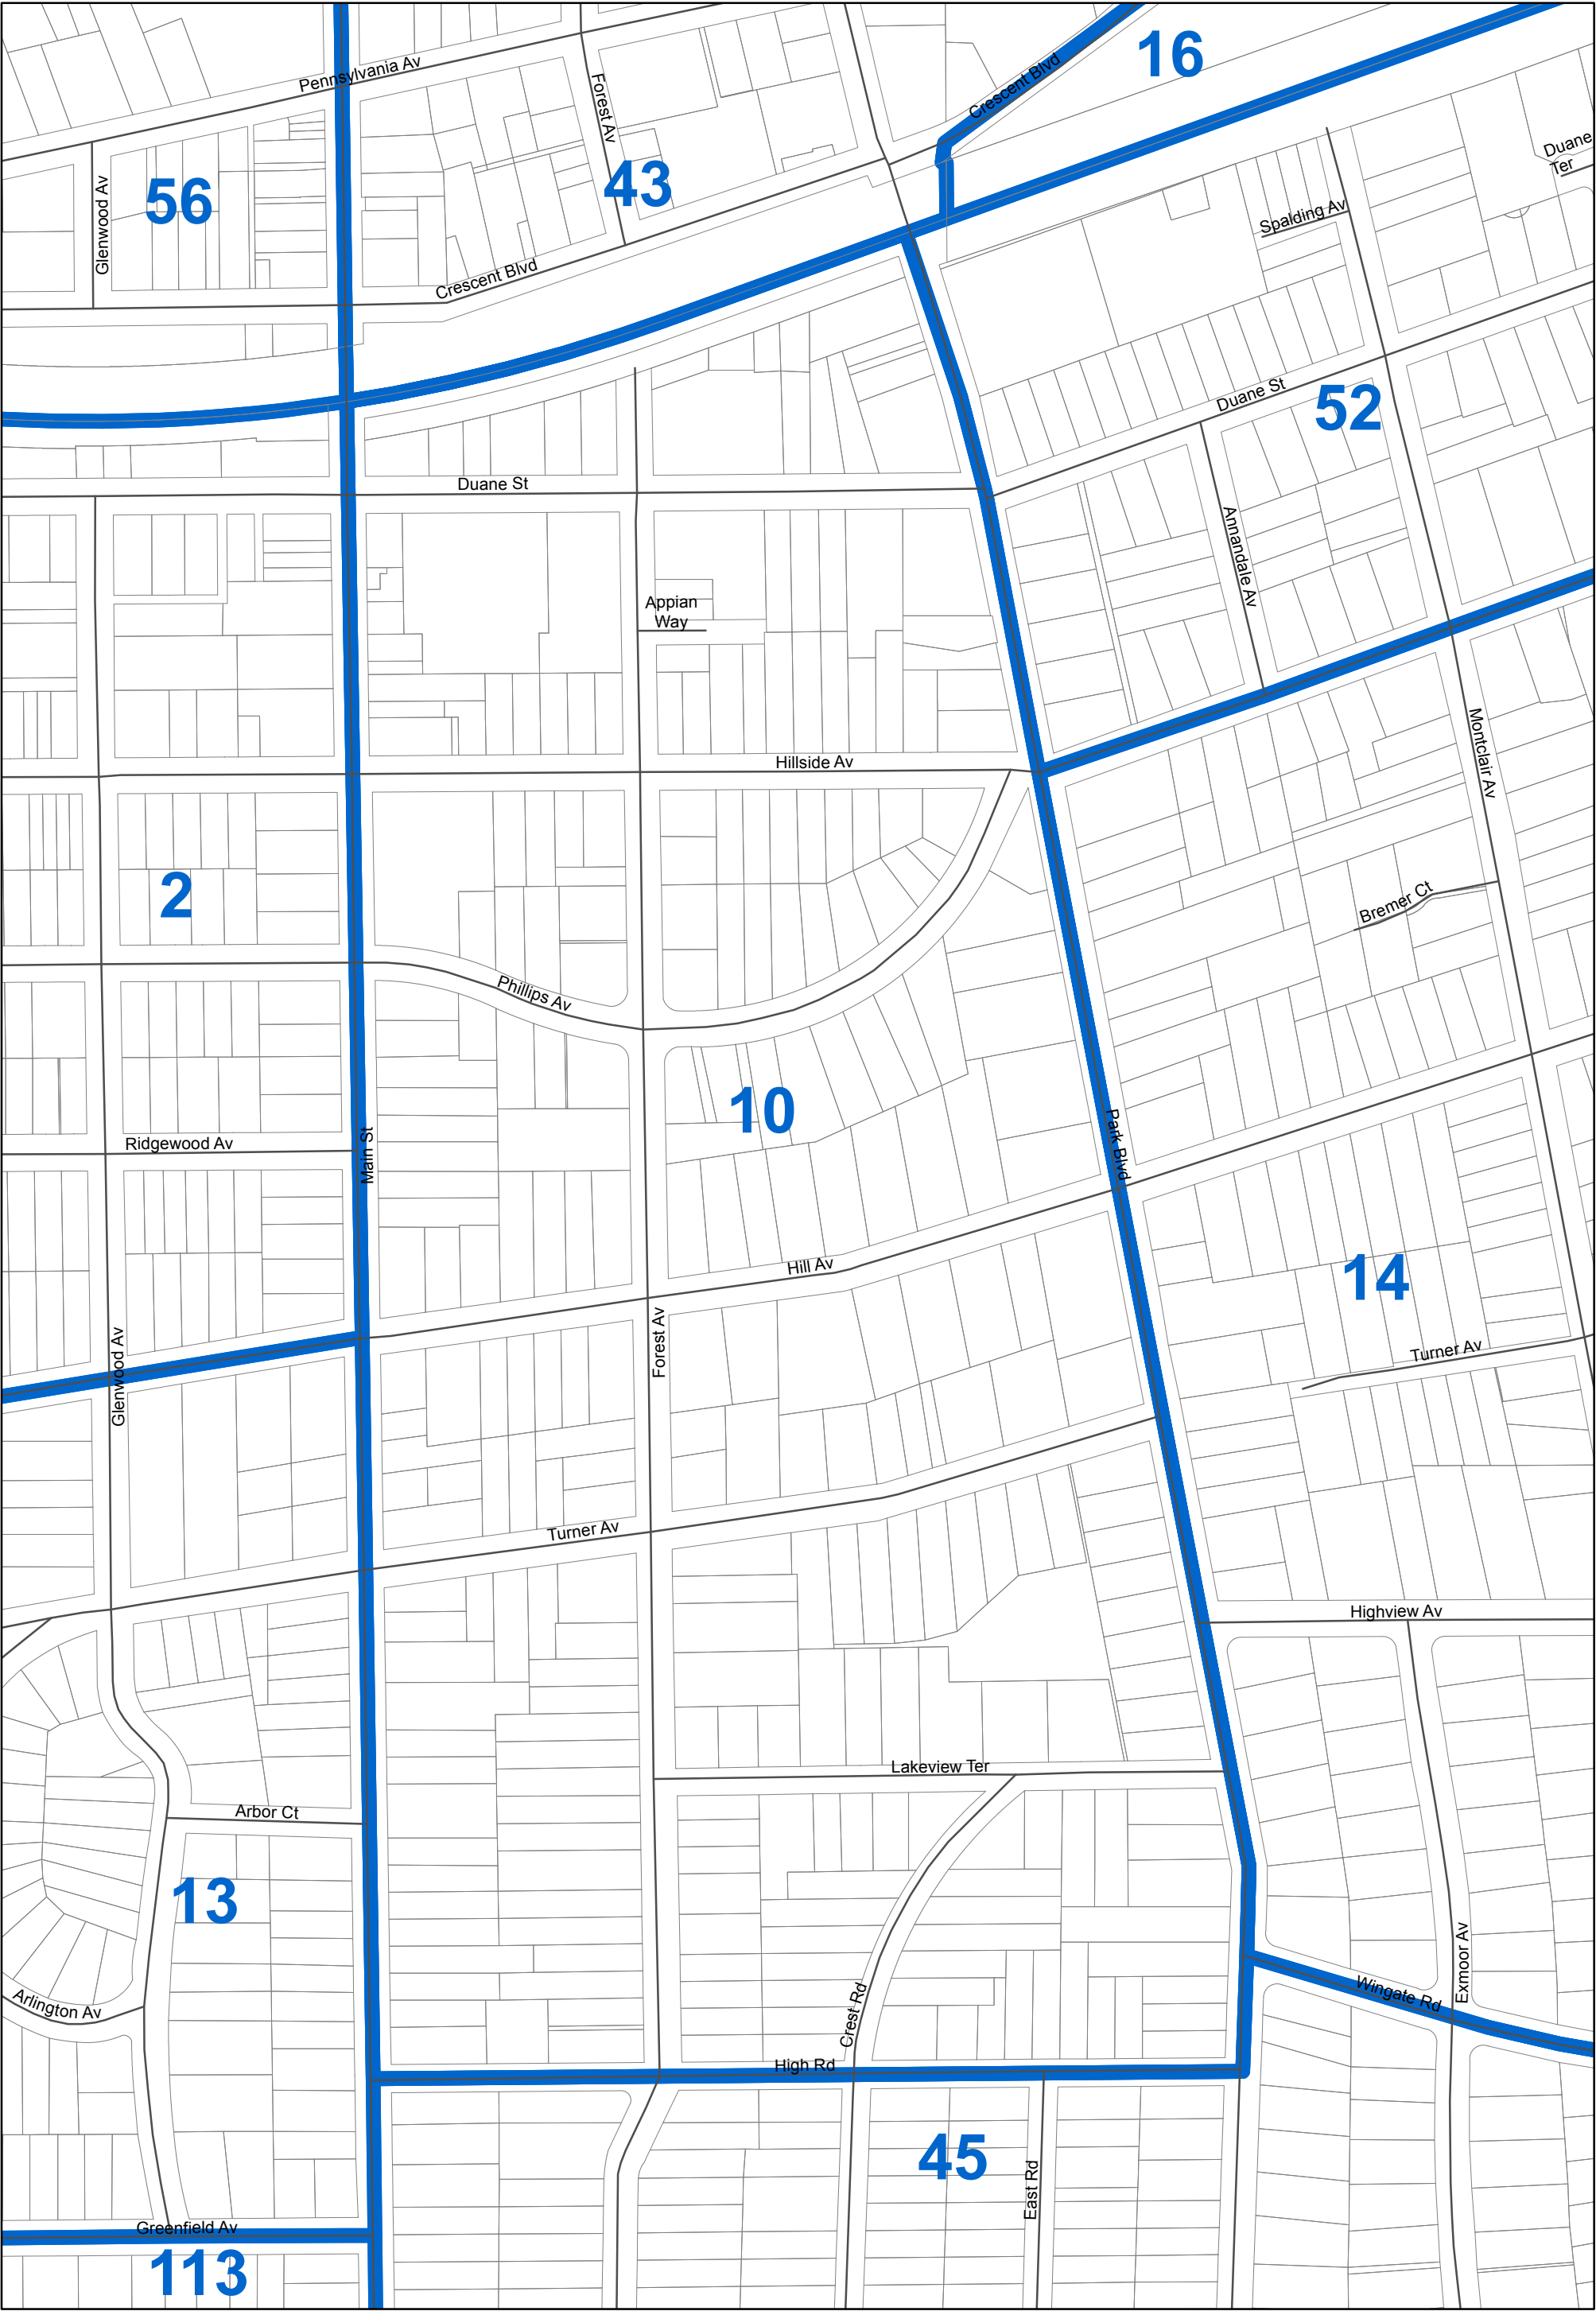 16
Crescent Blvd
Pennsylvania Av
Forest Av
Duane
Ter
43
56
Glenwood Av
Spalding Av
Crescent Blvd
Duane St
52
Duane St
Annandale Av
Appian
Way
Hillside Av
Montclair Av
2
Bremer Ct
Phillips Av
10
Ridgewood Av
Main St
Park Blvd
Hill Av
14
Glenwood Av
Forest Av
Turner Av
Turner Av
Highview Av
Lakeview Ter
Arbor Ct
13
Exmoor Av
Arlington Av
Wingate Rd
Crest Rd
High Rd
45
East Rd
Greenfield Av
113